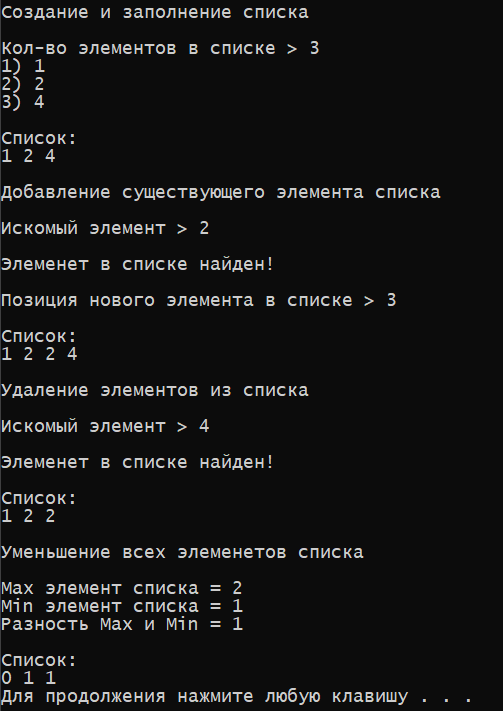 Создание и заполнение списка
Кол-во элементов в списке > 3
1) 1
2) 2
3) 4
Список:
1 2 4
Добавление существующего элемента списка
Искомый элемент > 2
Элеменет в списке найден!
Позиция нового элемента в списке > 3
Список:
1 2 2 4
Удаление элементов из списка
Искомый элемент > 4
Элеменет в списке найден!
Список:
1 2 2
Уменьшение всех элеменетов списка
Max элемент списка = 2
Min элемент списка = 1
Разность Max и Min = 1
Список:
0 1 1
Для продолжения нажмите любую клавишу . . .